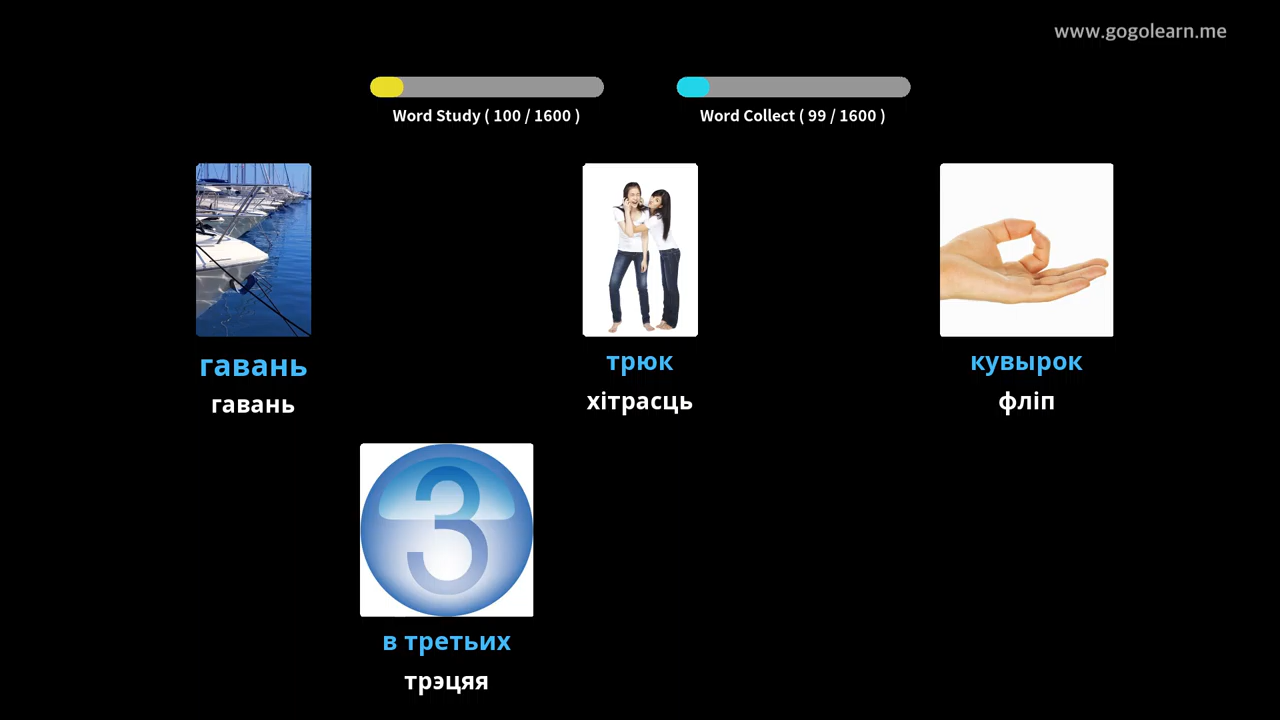 www.gogolearn.me
Word Study ( 100 / 1600 )
Word Collect ( 99 / 1600 )
гавань
гавань
трюк
хітрасць
кувырок
фліп
3
в третьих
трэцяя